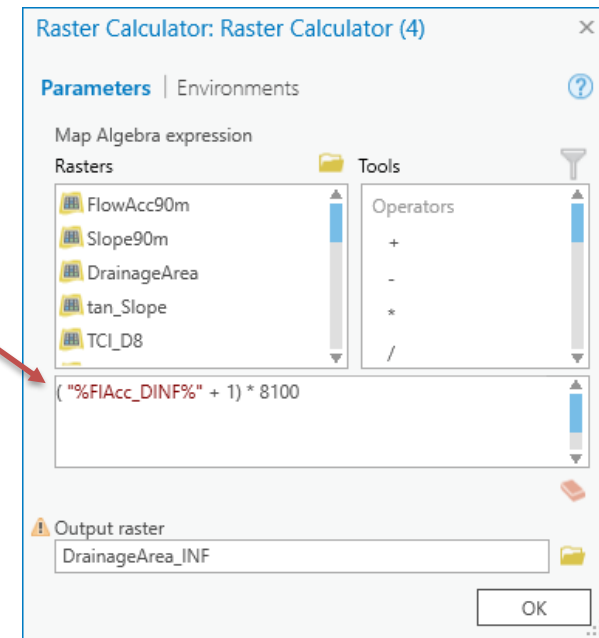 Raster Calculator: Raster Calculator (4)
Parameters | Environments
Map Algebra expression
Rasters
Tools
FlowAcc90m
Slope90m
DrainageArea
tan_Slope
TCI_D8
Operators
+
-
*
/
( "%FlAcc_DINF%" + 1) * 8100
Output raster
DrainageArea_INF
OK